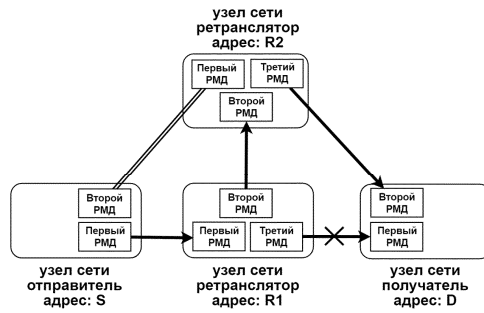 узел сети
ретранслятор
адрес: R2
Первый
РМД
Третий
РМД
Второй
РМД
Второй
РМД
Первый
РМД
Второй
РМД
Первый
РМД
Третий
РМД
Второй
РМД
Первый
РМД
узел сети
отправитель
адрес: S
узел сети
ретранслятор
адрес: R1
узел сети
получатель
адрес: D